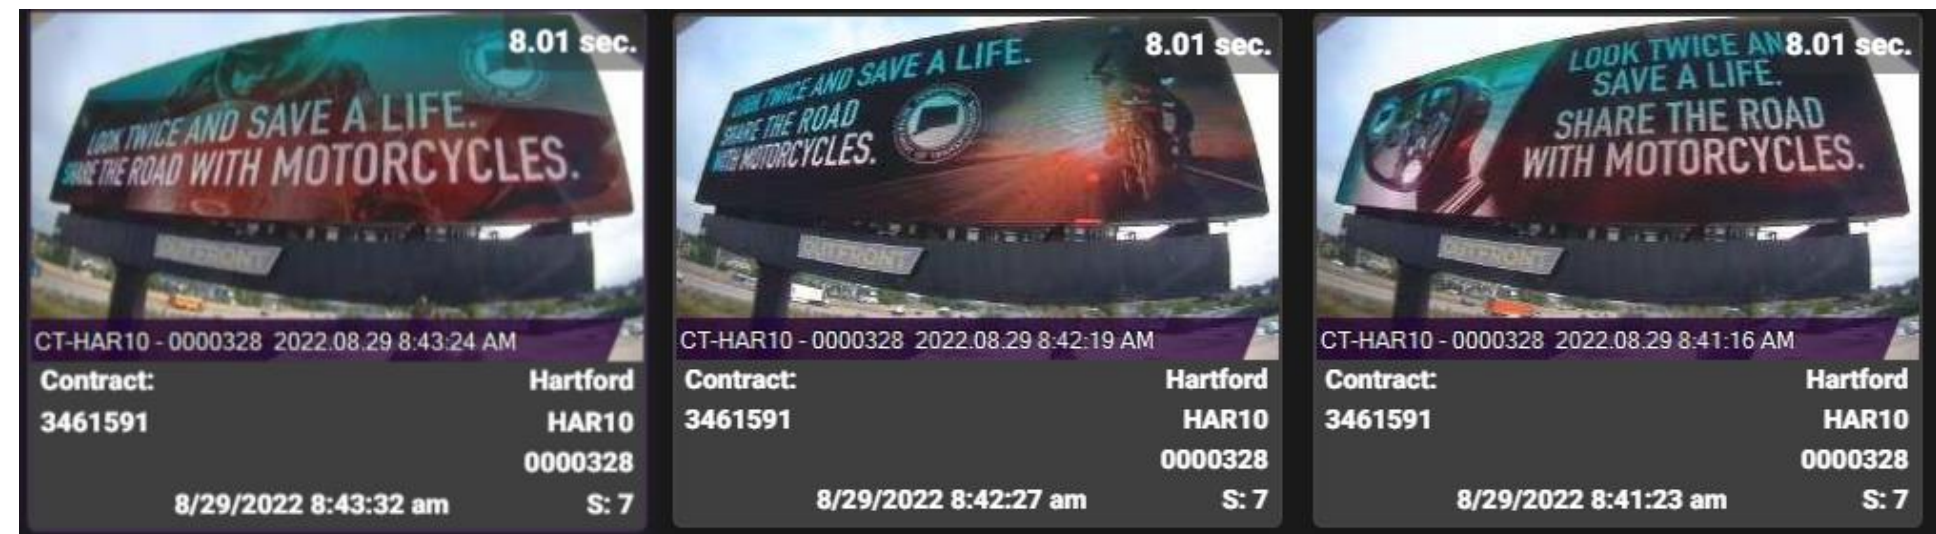 8.01 sec.
LOOK TWICE AND SAVE A LIFE.
SHARE THE ROAD WITH MOTORCYCLES.
OUTFRONT
CT-HAR10 - 0000328 2022.08.29 8:43:24 AM
Contract: Hartford
3461591 HAR10
0000328
8/29/2022 8:43:32 am S: 7
8.01 sec.
LOOK TWICE AND SAVE A LIFE.
SHARE THE ROAD
WITH MOTORCYCLES.
OUTFRONT
CT-HAR10 - 0000328 2022.08.29 8:42:19 AM
Contract: Hartford
3461591 HAR10
0000328
8/29/2022 8:42:27 am S: 7
8.01 sec.
LOOK TWICE AN
SAVE A LIFE.
SHARE THE ROAD
WITH MOTORCYCLES.
OUTFRONT
CT-HAR10 - 0000328 2022.08.29 8:41:16 AM
Contract: Hartford
3461591 HAR10
0000328
8/29/2022 8:41:23 am S: 7